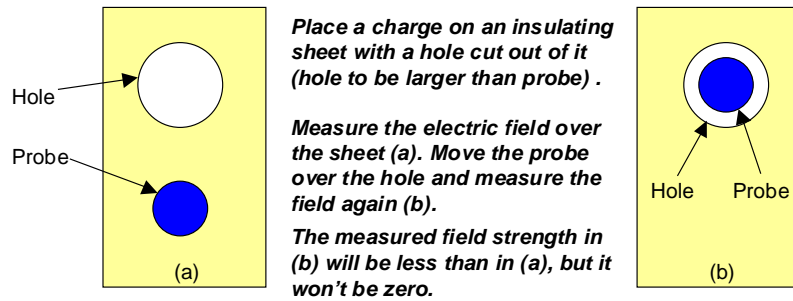 Hole
Probe
(a)
Place a charge on an insulating
sheet with a hole cut out of it
(hole to be larger than probe) .
Measure the electric field over
the sheet (a). Move the probe
over the hole and measure the
field again (b).
The measured field strength in
(b) will be less than in (a), but it
won't be zero.
Hole
Probe
(b)